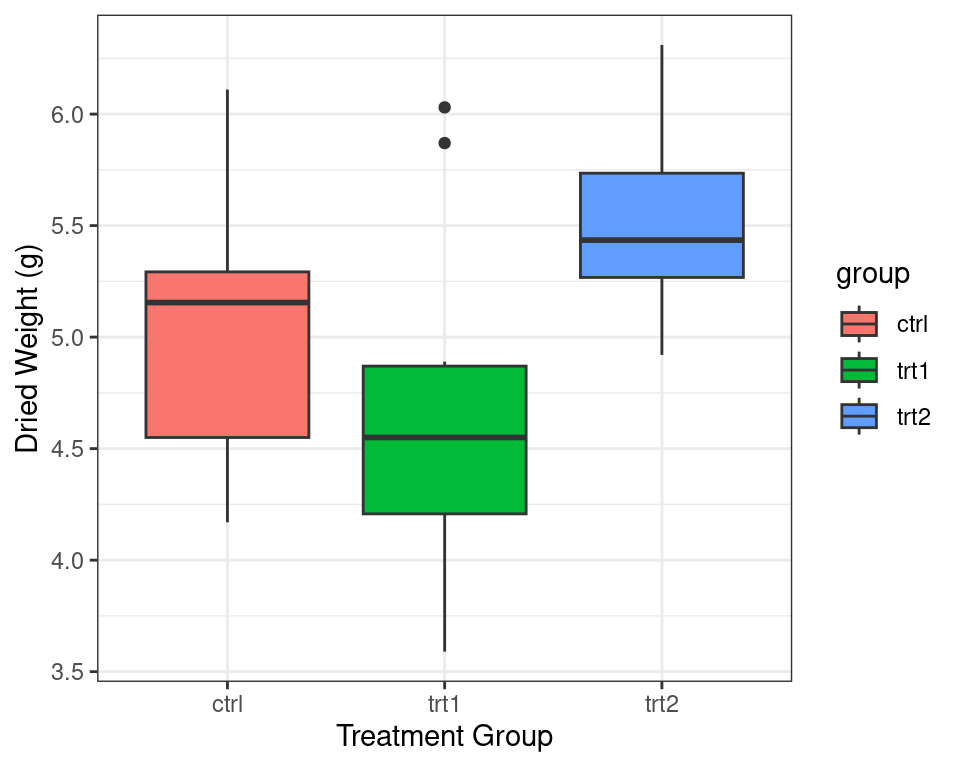 6.0
5.5
5.0
4.5
4.0
3.5
Dried Weight (g)
ctrl trt1 trt2
Treatment Group
group
ctrl
trt1
trt2